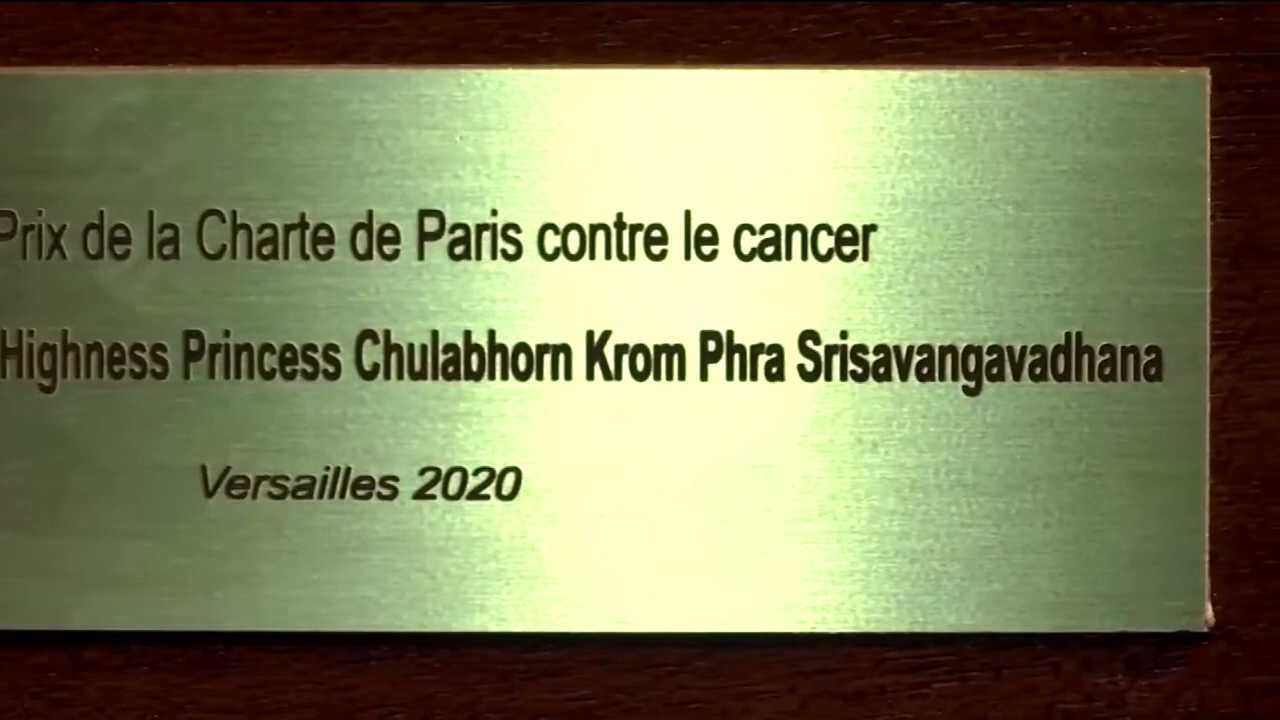 Prix de la Charte de Paris contre le cancer
Highness Princess Chulabhorn Krom Phra Srisavangavadhana
Versailles 2020